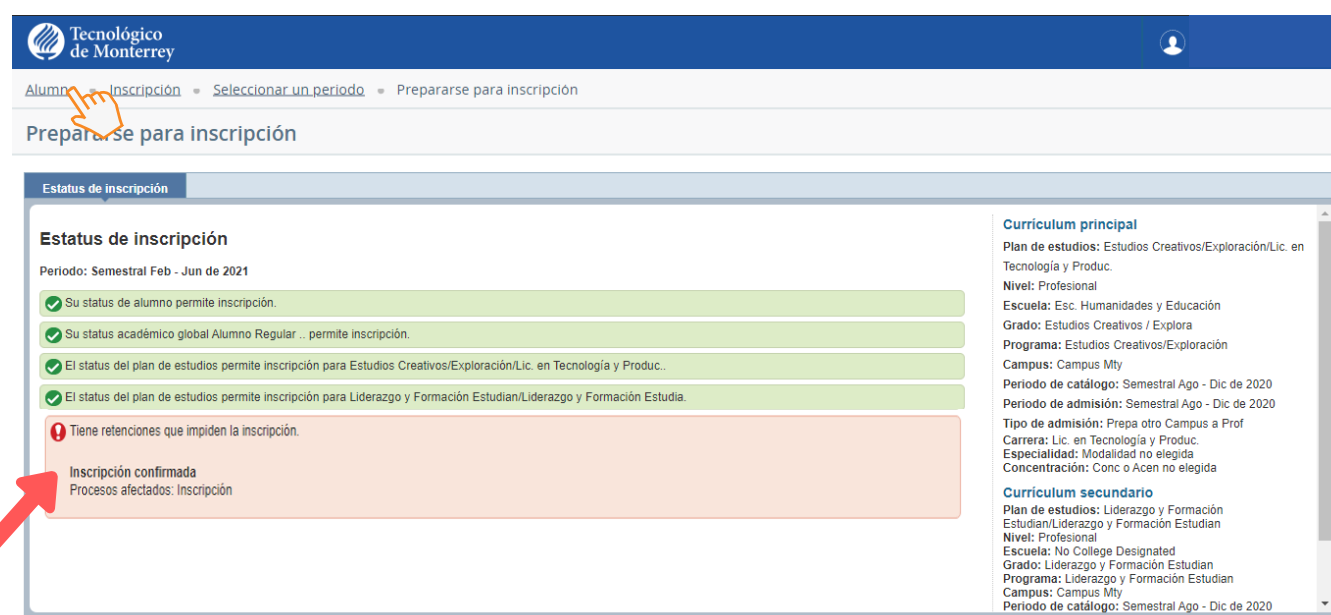 Tecnológico
de Monterrey
Alumno Inscripción Seleccionar un periodo Prepararse para inscripción
Prepararse para inscripción
Estatus de inscripción
Estatus de inscripción
Periodo: Semestral Feb - Jun de 2021
Su status de alumno permite inscripción.
Su status académico global Alumno Regular .. permite inscripción.
El status del plan de estudios permite inscripción para Estudios Creativos/Exploración/Lic. en Tecnología y Produc..
El status del plan de estudios permite inscripción para Liderazgo y Formación Estudian/Liderazgo y Formación Estudia.
Tiene retenciones que impiden la inscripción.
Inscripción confirmada
Procesos afectados: Inscripción
Currículum principal
Plan de estudios: Estudios Creativos/Exploración/Lic. en
Tecnología y Produc.
Nivel: Profesional
Escuela: Esc. Humanidades y Educación
Grado: Estudios Creativos / Explora
Programa: Estudios Creativos/Exploración
Campus: Campus Mty
Periodo de catálogo: Semestral Ago - Dic de 2020
Periodo de admisión: Semestral Ago - Dic de 2020
Tipo de admisión: Prepa otro Campus a Prof
Carrera: Lic. en Tecnología y Produc.
Especialidad: Modalidad no elegida
Concentración: Conc o Acen no elegida
Currículum secundario
Plan de estudios: Liderazgo y Formación
Estudian/Liderazgo y Formación Estudian
Nivel: Profesional
Escuela: No College Designated
Grado: Liderazgo y Formación Estudian
Programa: Liderazgo y Formación Estudian
Campus: Campus Mty
Periodo de catálogo: Semestral Ago - Dic de 2020